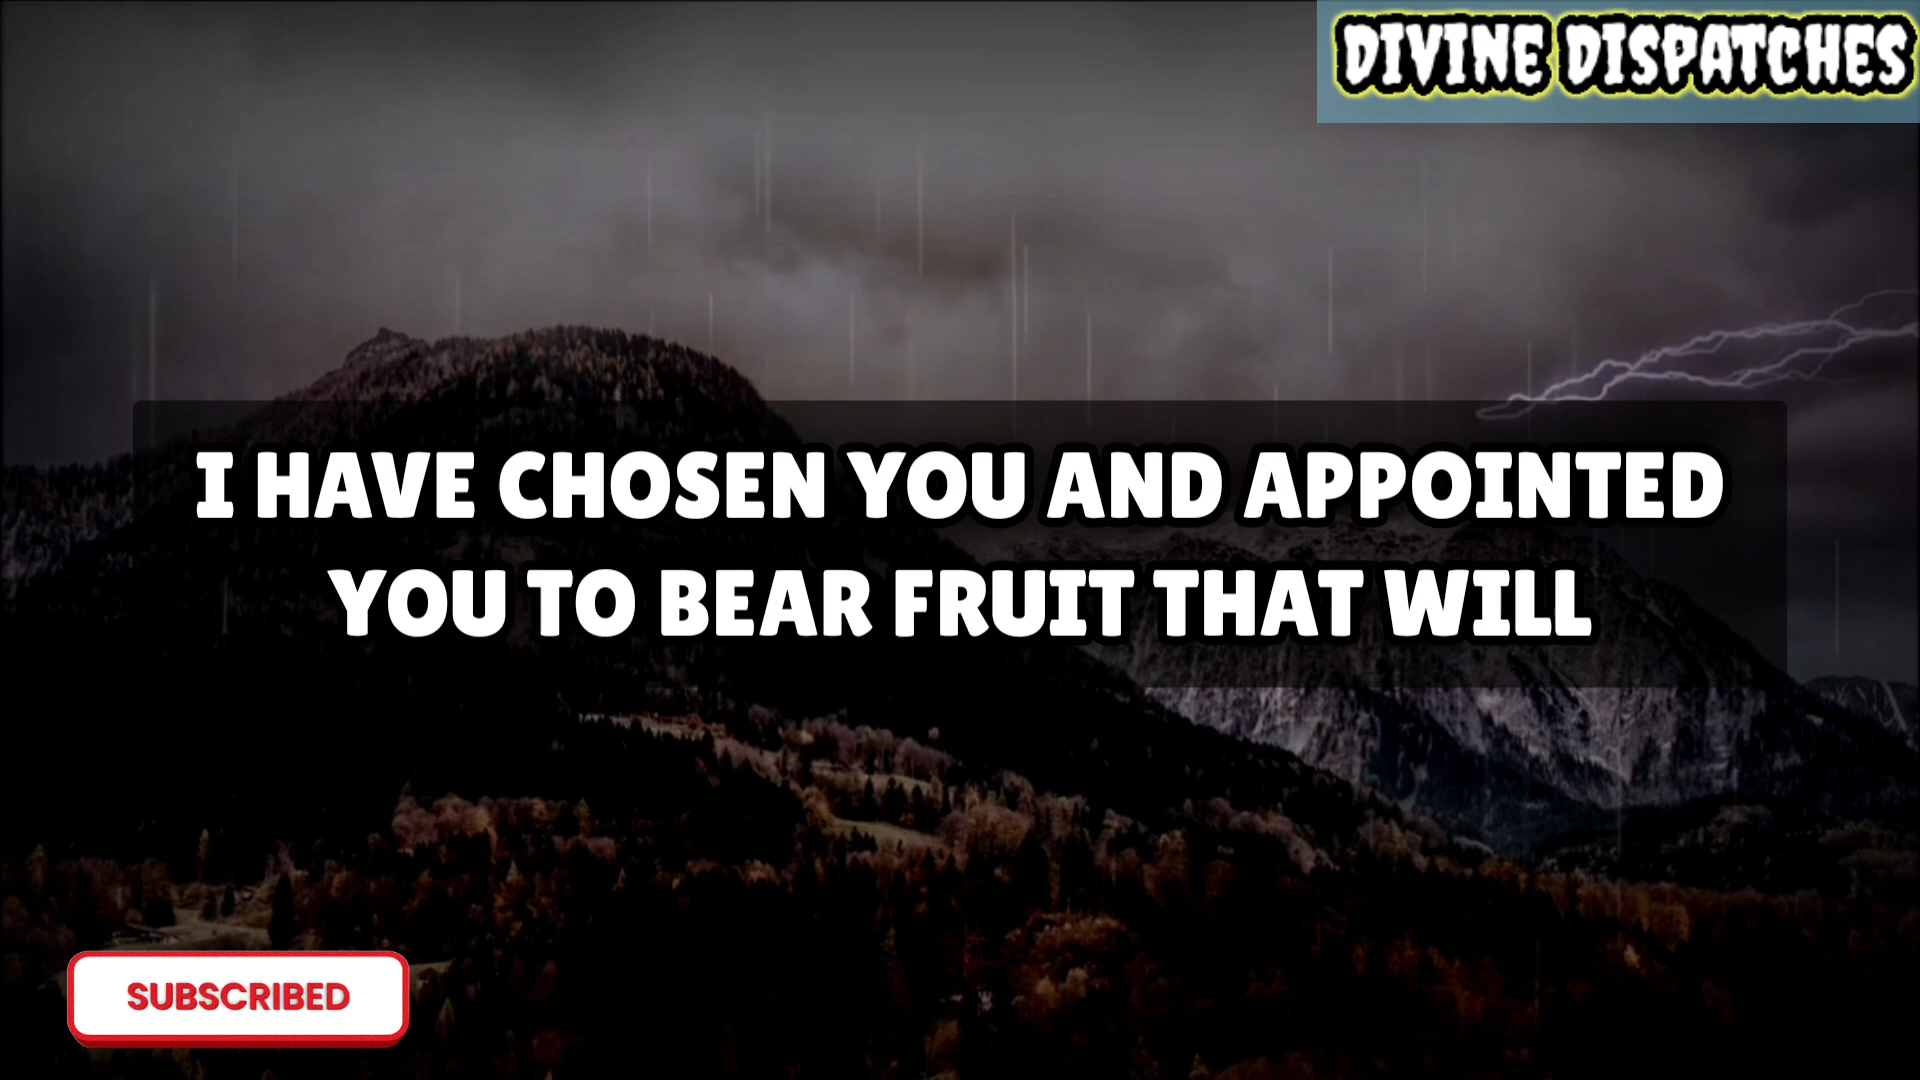 DIVINE DISPATCHES
I HAVE CHOSEN YOU AND APPOINTED
YOU TO BEAR FRUIT THAT WILL
SUBSCRIBED